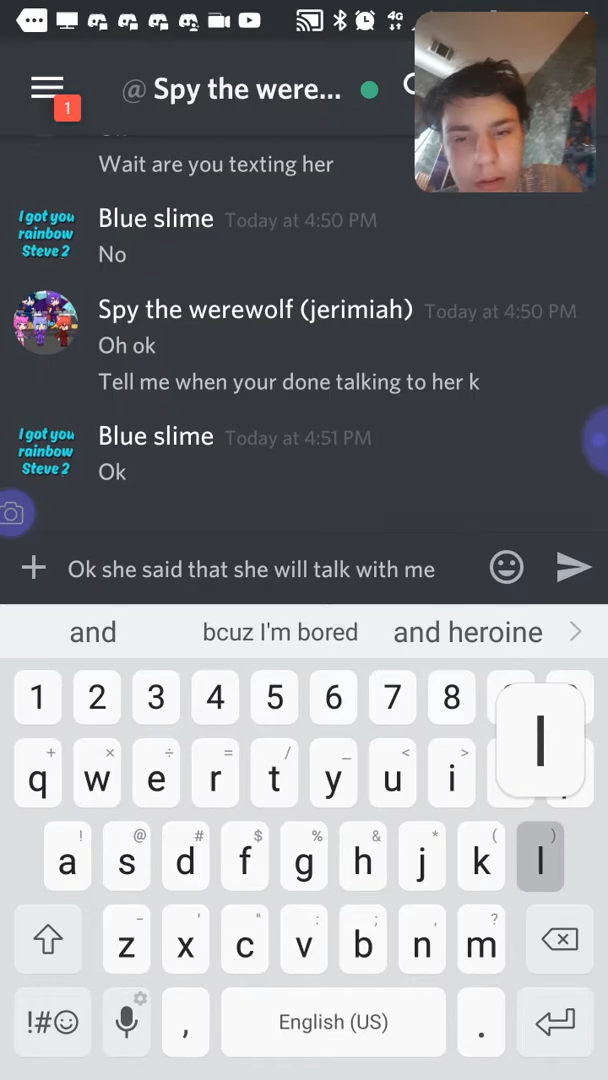 4G
@ Spy the were...
1
Wait are you texting her
I got you
rainbow
Steve 2
Blue slime Today at 4:50 PM
No
Spy the werewolf (jerimiah) Today at 4:50 PM
Oh ok
Tell me when your done talking to her k
I got you
rainbow
Steve 2
Blue slime Today at 4:51 PM
Ok
Ok she said that she will talk with me
and bcuz I'm bored and heroine
1 2 3 4 5 6 7 8
+ × ÷ = / _ < >
q w e r t y u i
l
! @ # $ % & * ( )
a s d f g h j k l
- ' " : ; , ?
z x c v b n m
!#☺ , English (US) .